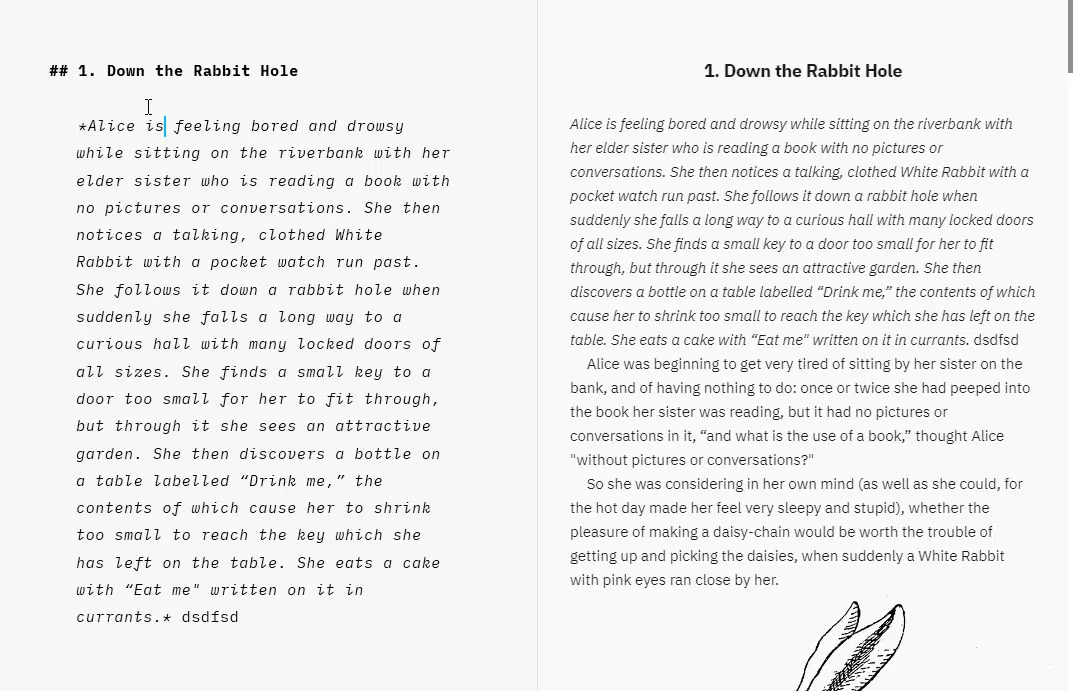 ## 1. Down the Rabbit Hole
*Alice is feeling bored and drowsy
while sitting on the riverbank with her
elder sister who is reading a book with
no pictures or conversations. She then
notices a talking, clothed White
Rabbit with a pocket watch run past.
She follows it down a rabbit hole when
suddenly she falls a long way to a
curious hall with many locked doors of
all sizes. She finds a small key to a
door too small for her to fit through,
but through it she sees an attractive
garden. She then discovers a bottle on
a table labelled “Drink me,” the
contents of which cause her to shrink
too small to reach the key which she
has left on the table. She eats a cake
with “Eat me" written on it in
currants.* dsdfsd
1. Down the Rabbit Hole
Alice is feeling bored and drowsy while sitting on the riverbank with
her elder sister who is reading a book with no pictures or
conversations. She then notices a talking, clothed White Rabbit with a
pocket watch run past. She follows it down a rabbit hole when
suddenly she falls a long way to a curious hall with many locked doors
of all sizes. She finds a small key to a door too small for her to fit
through, but through it she sees an attractive garden. She then
discovers a bottle on a table labelled “Drink me,” the contents of which
cause her to shrink too small to reach the key which she has left on the
table. She eats a cake with “Eat me" written on it in currants. dsdfsd
Alice was beginning to get very tired of sitting by her sister on the
bank, and of having nothing to do: once or twice she had peeped into
the book her sister was reading, but it had no pictures or
conversations in it, “and what is the use of a book,” thought Alice
"without pictures or conversations?"
So she was considering in her own mind (as well as she could, for
the hot day made her feel very sleepy and stupid), whether the
pleasure of making a daisy-chain would be worth the trouble of
getting up and picking the daisies, when suddenly a White Rabbit
with pink eyes ran close by her.